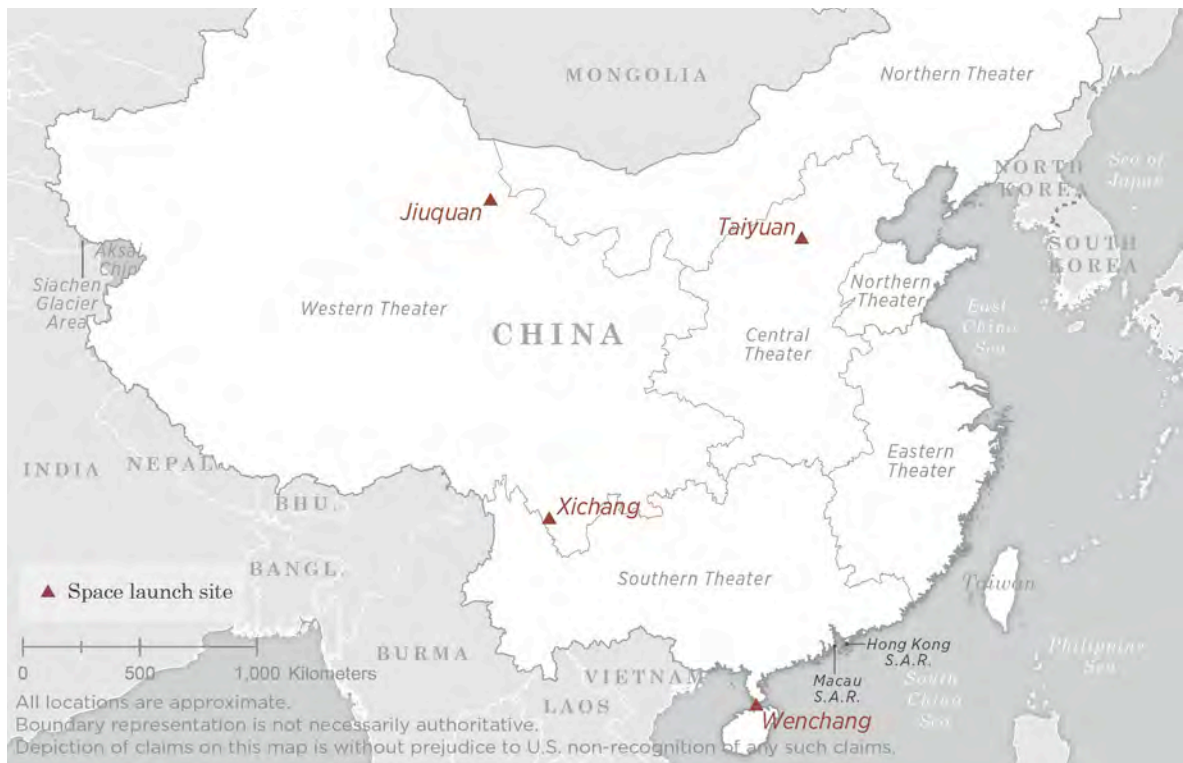 MONGOLIA
Northern Theater
NORTH
KOREA
Sea of
Japan
Jiuquan
Taiyuan
SOUTH
KOREA
Aksai
Chin
Siachen
Glacier
Area
Northern
Theater
Western Theater
CHINA
East
China
Sea
Central
Theater
INDIA
NEPAL
Eastern
Theater
BHU.
Xichang
BANGL.
Southern Theater
Taiwan
Space launch site
Hong Kong
S.A.R.
Philippine
Sea
BURMA
VIETNAM
Macau
S.A.R.
South
China
Sea
0 500 1,000 Kilometers
LAOS
Wenchang
All locations are approximate.
Boundary representation is not necessarily authoritative.
Depiction of claims on this map is without prejudice to U.S. non-recognition of any such claims.